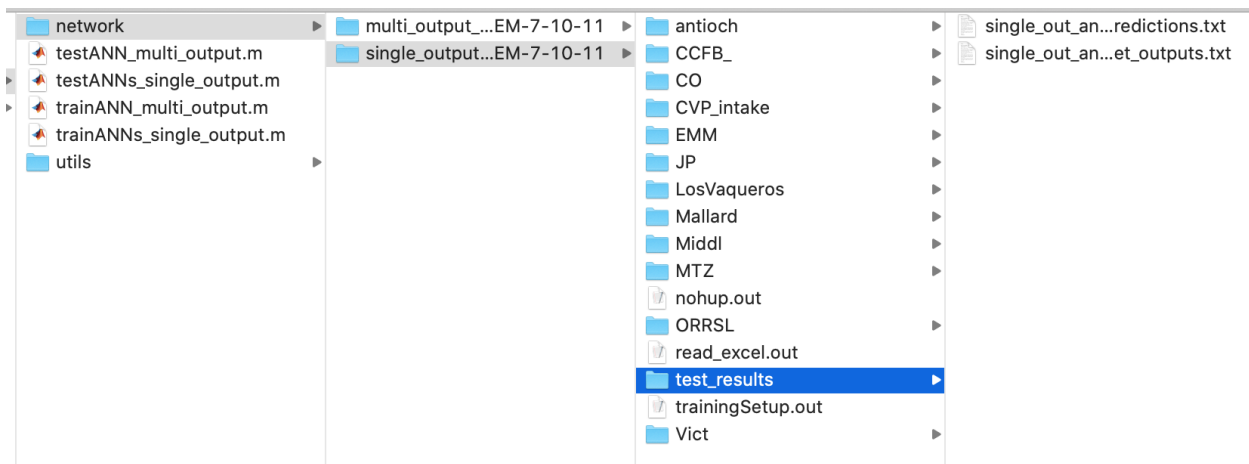 network
testANN_multi_output.m
testANNs_single_output.m
trainANN_multi_output.m
trainANNs_single_output.m
utils
multi_output_...EM-7-10-11
single_output...EM-7-10-11
antioch
CCFB_
CO
CVP_intake
EMM
JP
LosVaqueros
Mallard
Middl
MTZ
nohup.out
ORRSL
read_excel.out
test_results
trainingSetup.out
Vict
single_out_an...redictions.txt
single_out_an...et_outputs.txt